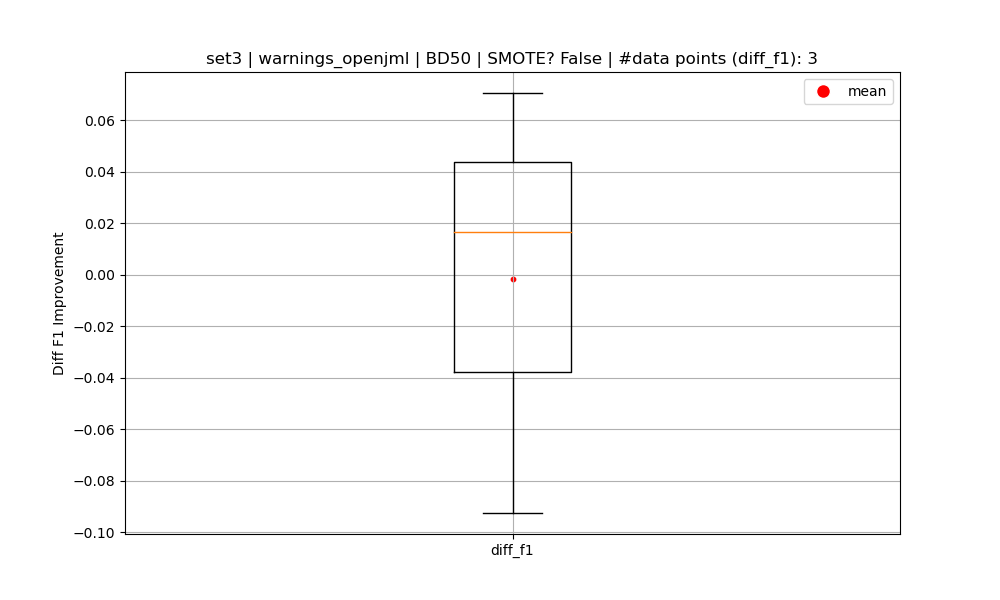 set3 | warnings_openjml | BD50 | SMOTE? False | #data points (diff_f1): 3
mean
0.06
0.04
0.02
0.00
−0.02
−0.04
−0.06
−0.08
−0.10
Diff F1 Improvement
diff_f1